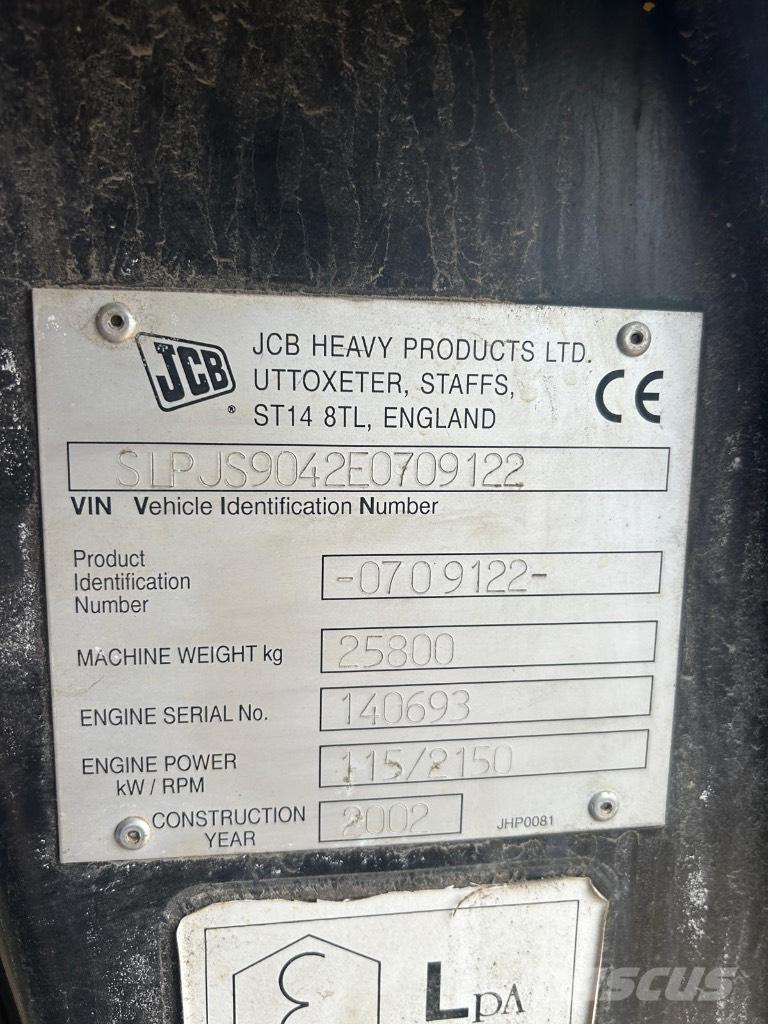 JCB
®
JCB HEAVY PRODUCTS LTD.
UTTOXETER, STAFFS,
ST14 8TL, ENGLAND
CE
SLPJS9042E0709122
VIN Vehicle Identification Number
Product
Identification
Number
-0709122-
MACHINE WEIGHT kg
25800
ENGINE SERIAL No.
140693
ENGINE POWER
kW / RPM
115/2150
CONSTRUCTION
YEAR
2002
JHP0081
LpA